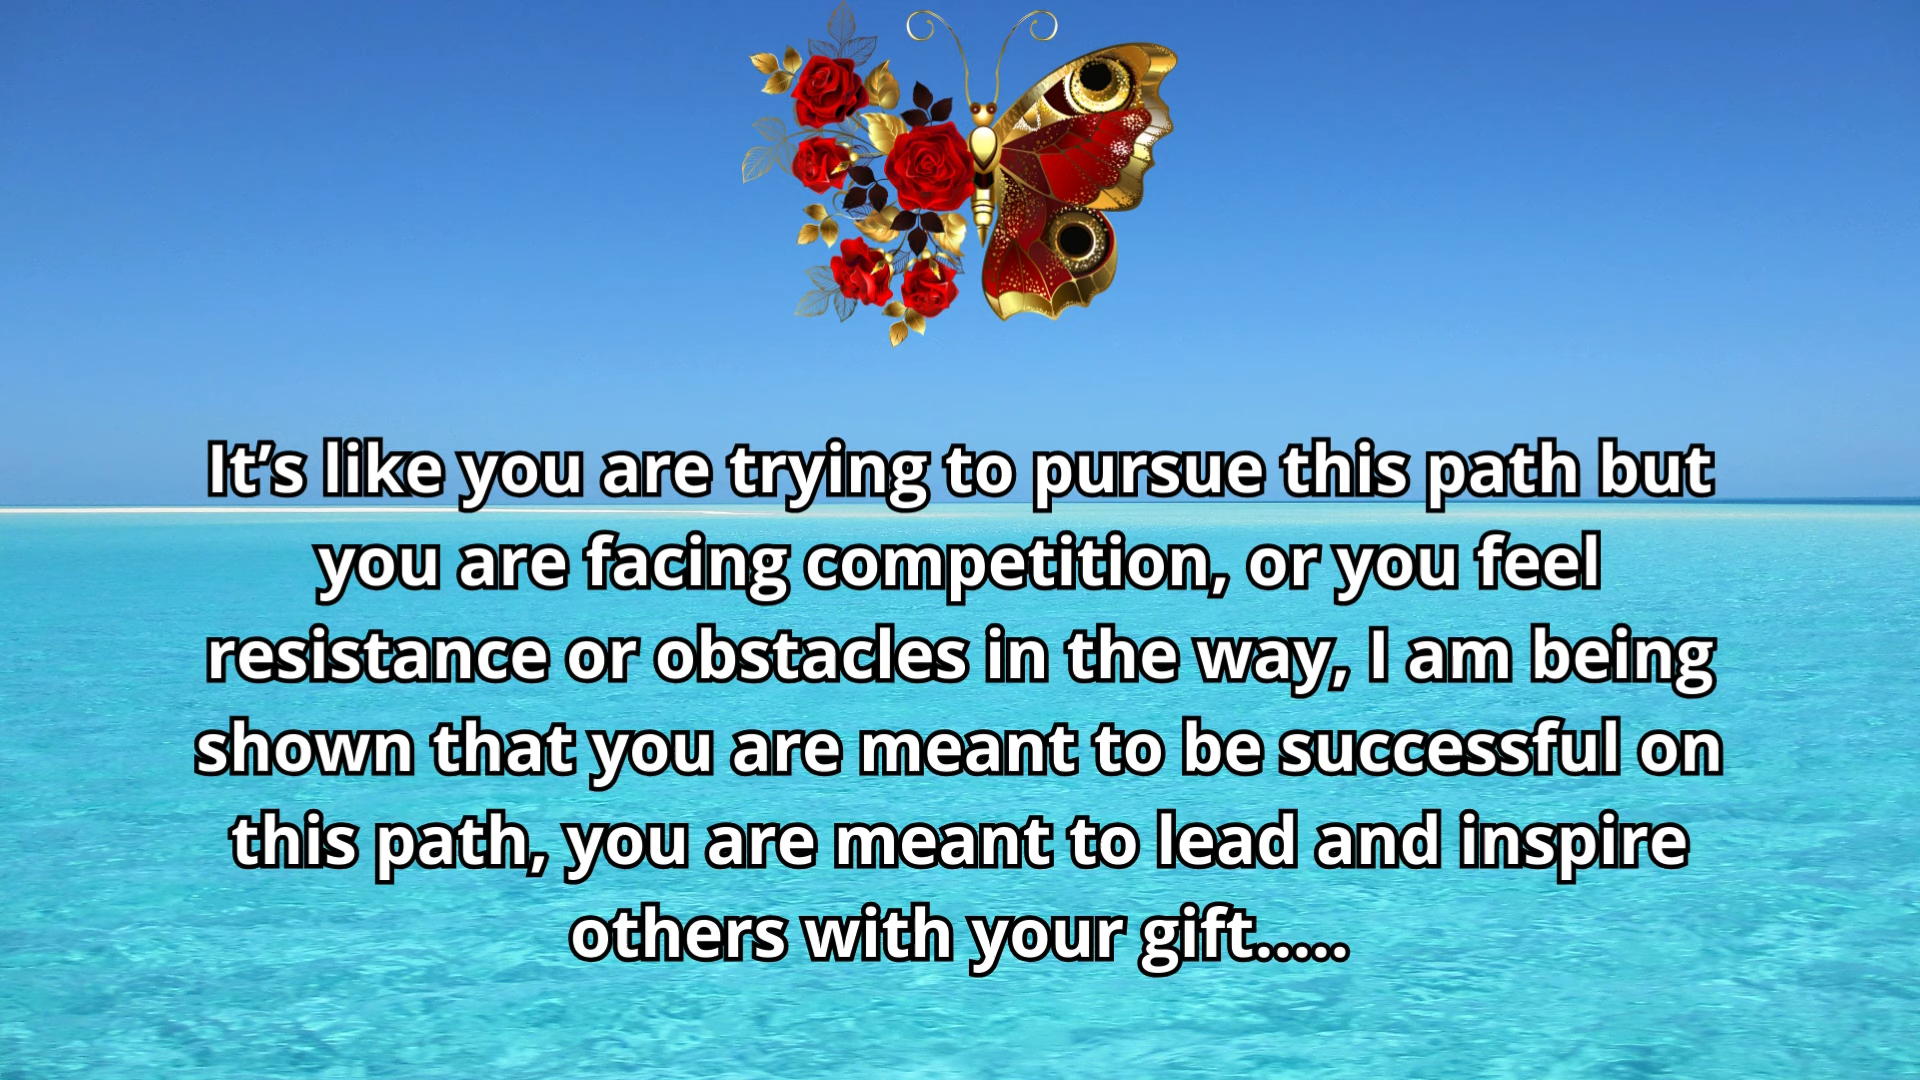 It’s like you are trying to pursue this path but
you are facing competition, or you feel
resistance or obstacles in the way, I am being
shown that you are meant to be successful on
this path, you are meant to lead and inspire
others with your gift.....